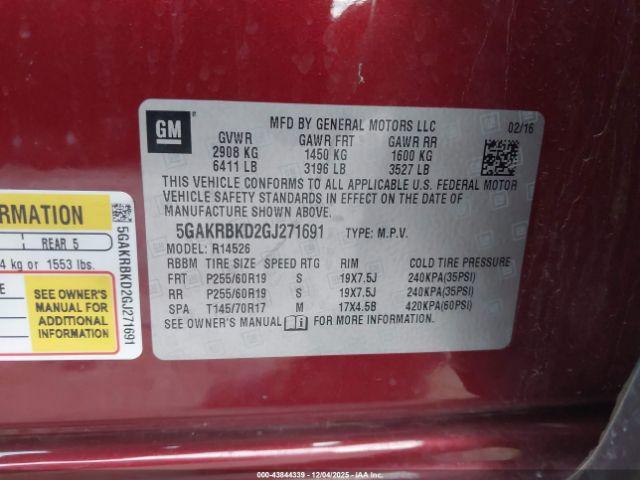 GM
MFD BY GENERAL MOTORS LLC 02/16
GVWR GAWR FRT GAWR RR
2908 KG 1450 KG 1600 KG
6411 LB 3196 LB 3527 LB
THIS VEHICLE CONFORMS TO ALL APPLICABLE U.S. FEDERAL MOTOR
VEHICLE SAFETY STANDARDS IN EFFECT ON THE DATE OF
MANUFACTURE SHOWN ABOVE.
5GAKRBKD2GJ271691 TYPE: M.P.V.
MODEL: R14526
RBBM TIRE SIZE SPEED RTG RIM COLD TIRE PRESSURE
FRT P255/60R19 S 19X7.5J 240KPA(35PSI)
RR P255/60R19 S 19X7.5J 240KPA(35PSI)
SPA T145/70R17 M 17X4.5B 420KPA(60PSI)
SEE OWNER'S MANUAL FOR MORE INFORMATION.
REAR 5
kg or 1553 lbs.
SEE OWNER'S
MANUAL FOR
ADDITIONAL
INFORMATION
5GAKRBKD2GJ271691
© IAA
43844339 - 12/04/2025 - IAA Inc.